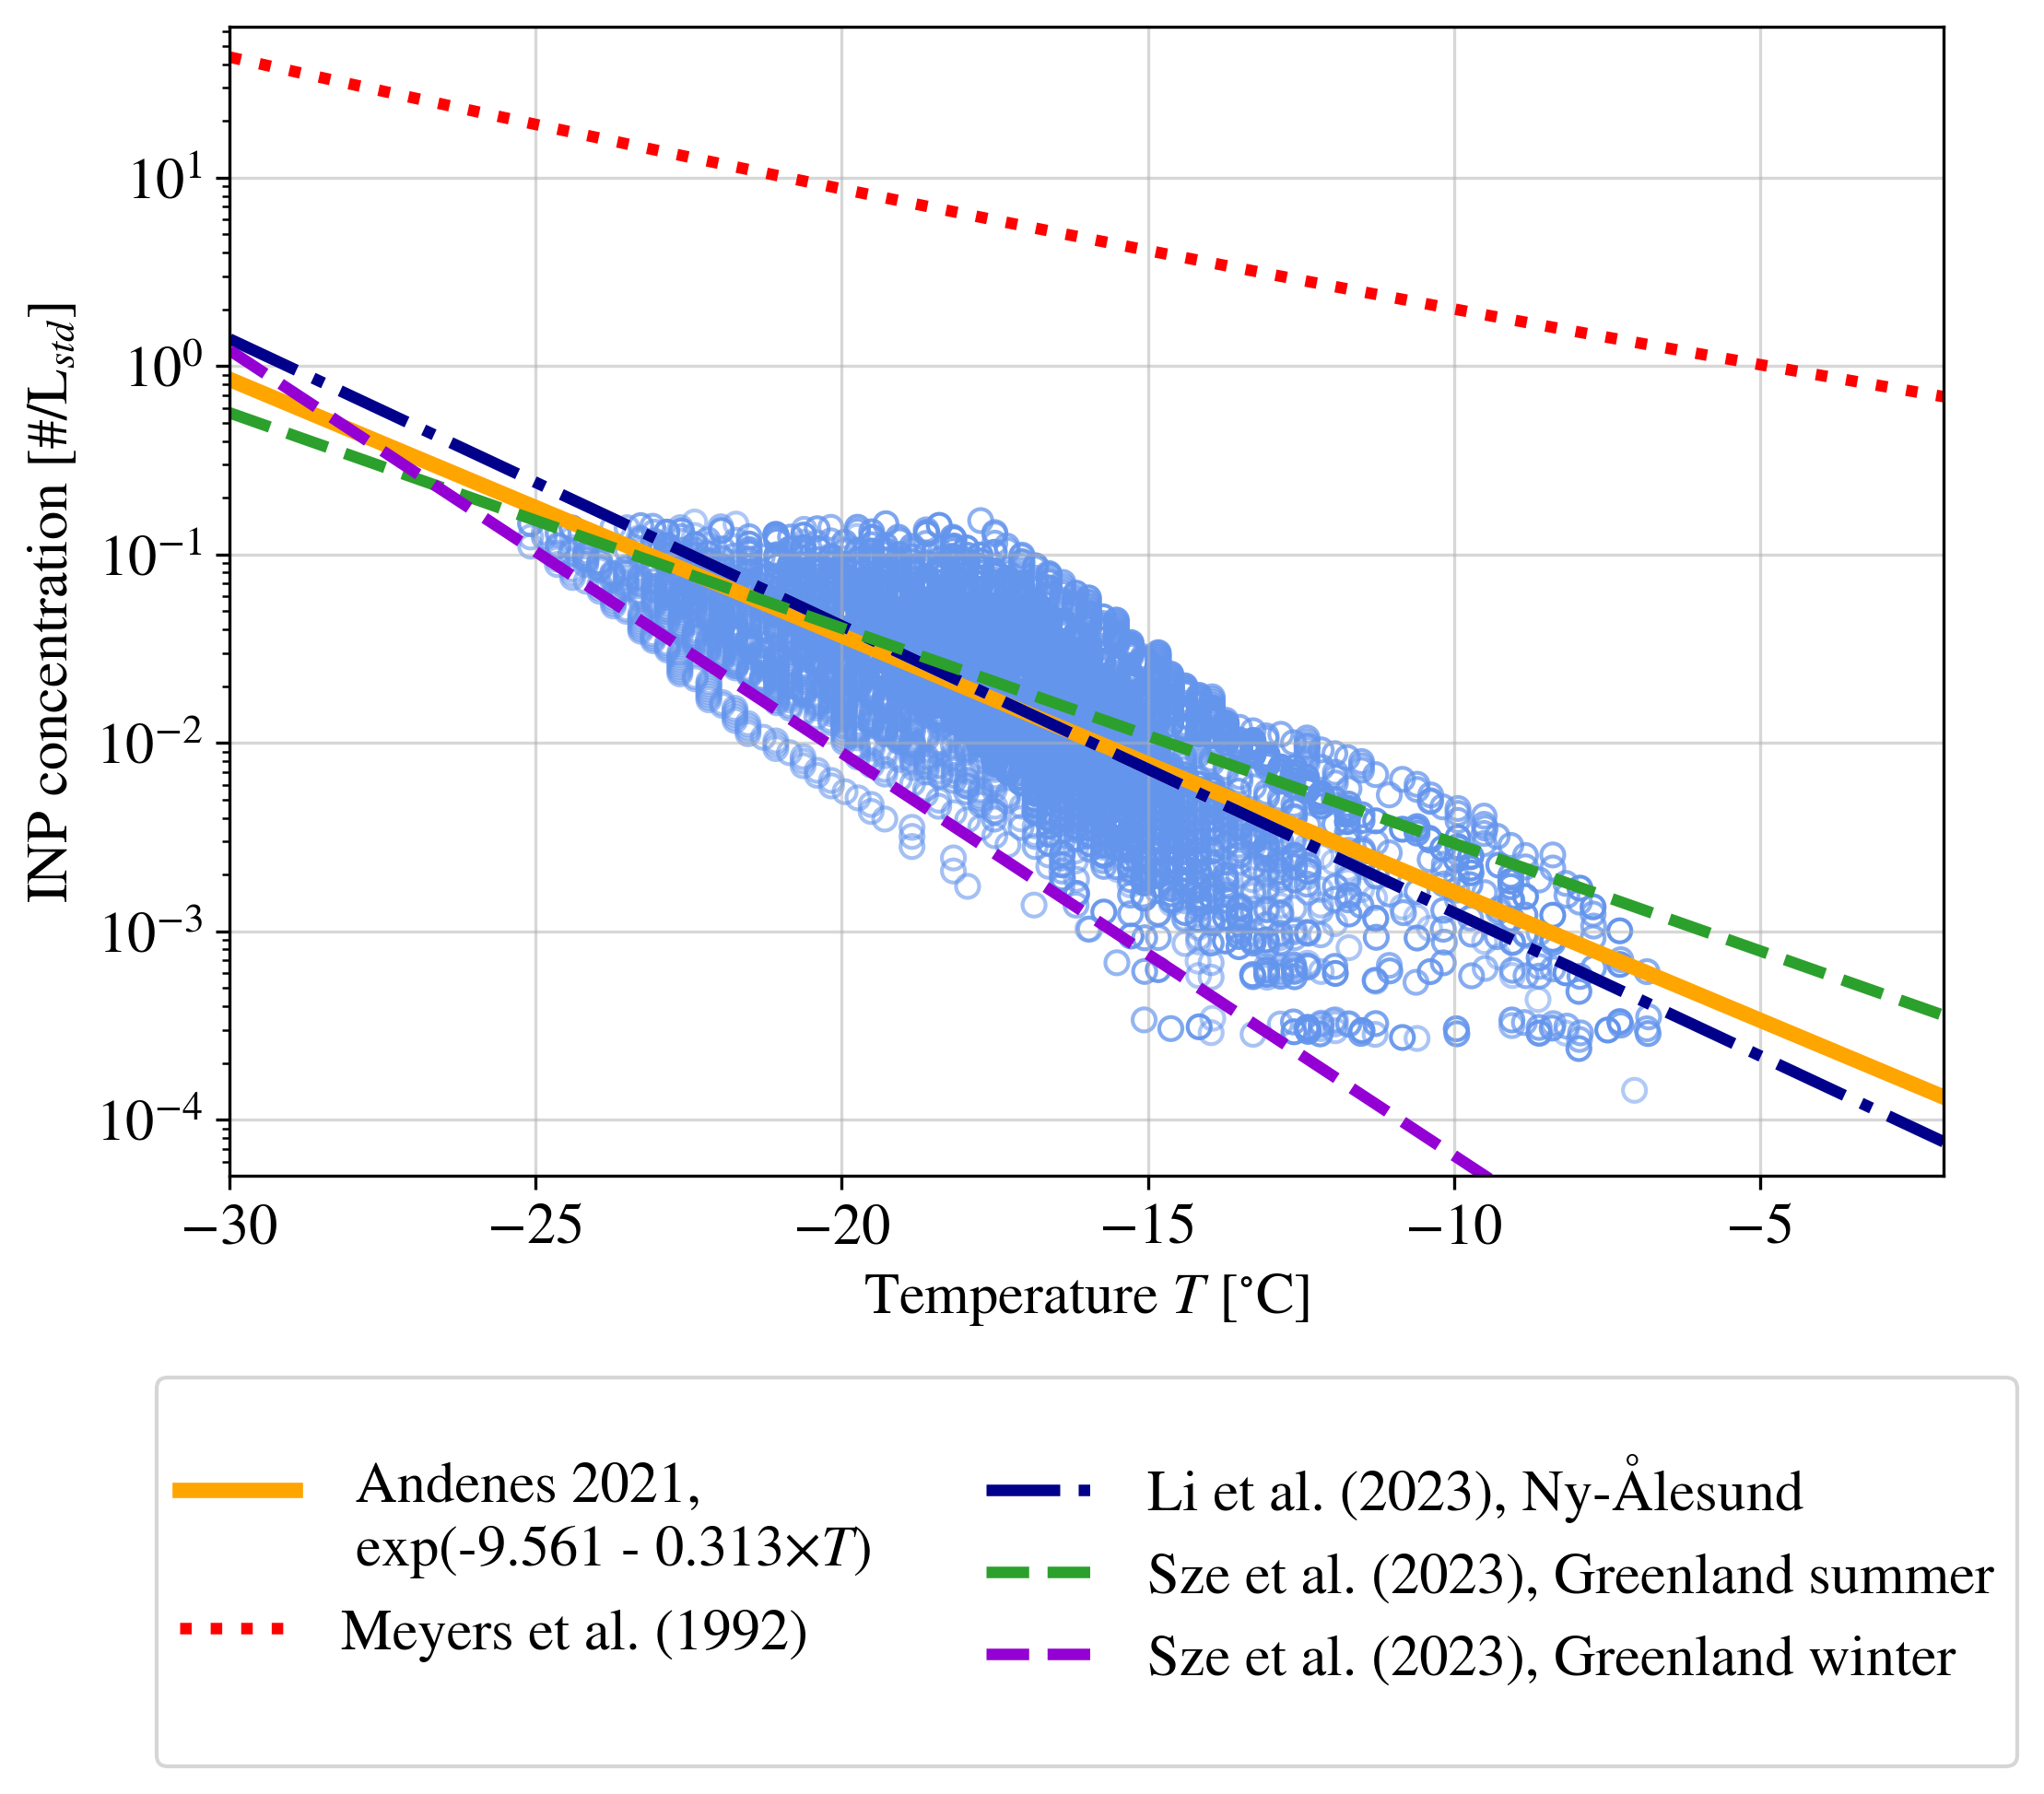 INP concentration [#/L_std]
10¹
10⁰
10⁻¹
10⁻²
10⁻³
10⁻⁴
−30 −25 −20 −15 −10 −5
Temperature T [°C]
Andenes 2021,
exp(-9.561 - 0.313×T)
Meyers et al. (1992)
Li et al. (2023), Ny-Ålesund
Sze et al. (2023), Greenland summer
Sze et al. (2023), Greenland winter